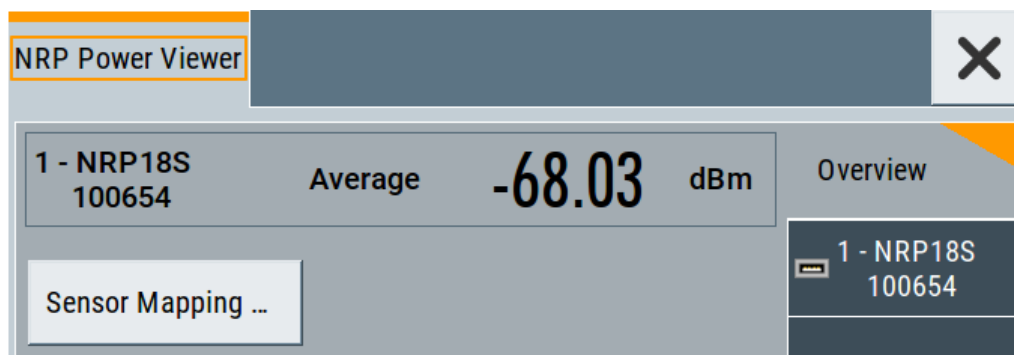 NRP Power Viewer
1 - NRP18S
100654
Average
-68.03
dBm
Overview
1 - NRP18S
100654
Sensor Mapping ...